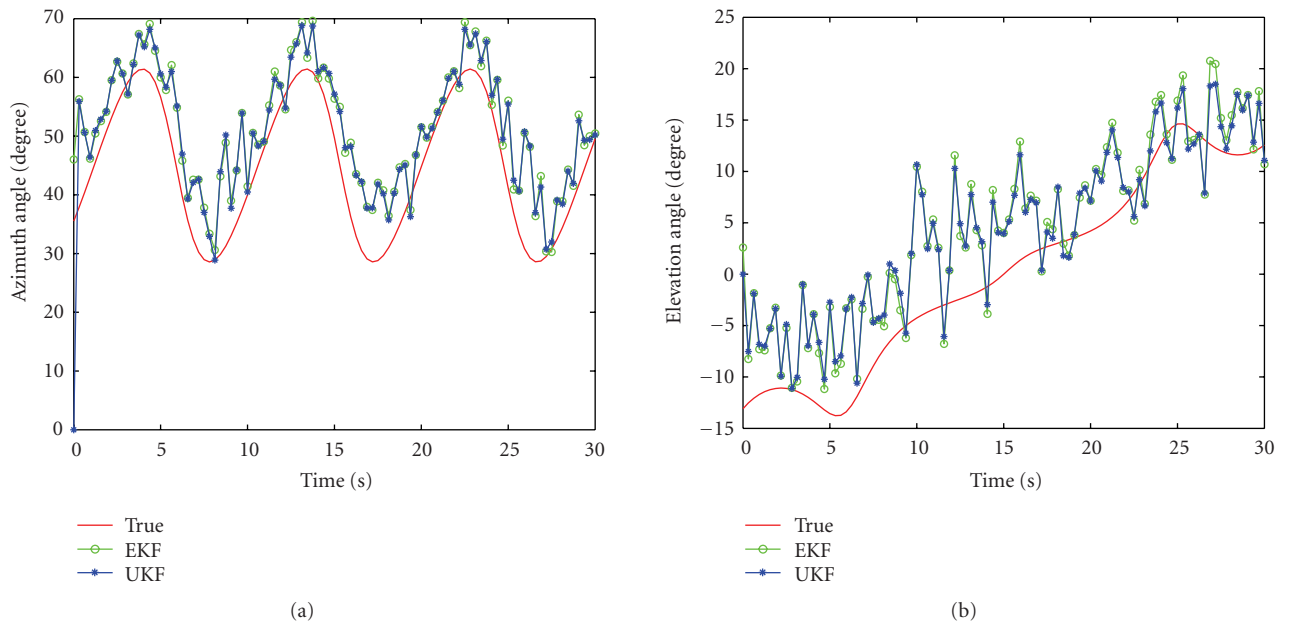 70
60
50
40
30
20
10
0
Azimuth angle (degree)
0 5 10 15 20 25 30
Time (s)
True
EKF
UKF
(a)
25
20
15
10
5
0
−5
−10
−15
Elevation angle (degree)
0 5 10 15 20 25 30
Time (s)
True
EKF
UKF
(b)